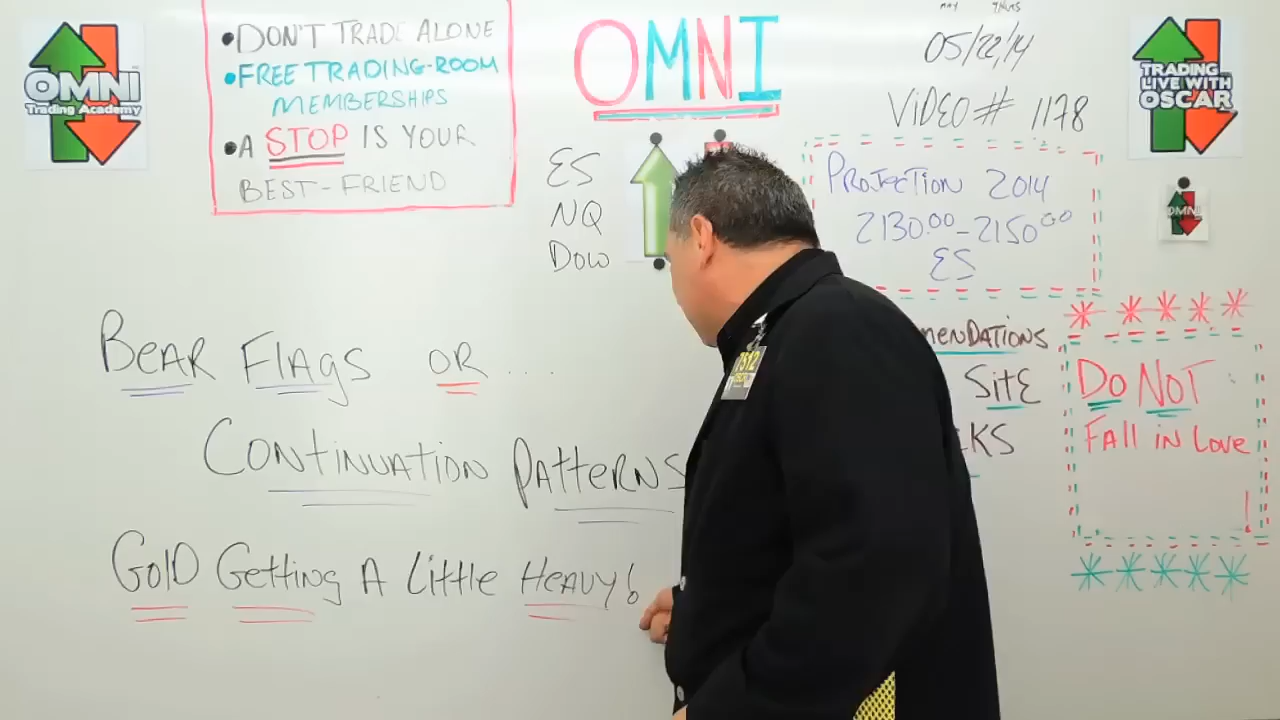 OMNI
Trading Academy
•DON'T TRADE ALONE
•FREE TRADING-ROOM
MEMBERSHIPS
•A STOP IS YOUR
BEST-FRIEND
OMNI
ES
NQ
DOW
MAY
05/22/14
VIDEO # 1178
PROJECTION 2014
2130.00-2150.00
ES
TRADING
LIVE WITH
OSCAR
OMNI
MENDATIONS
SITE
KS
DO NOT
FALL IN LOVE
!
BEAR FLAGS OR ....
CONTINUATION PATTERNS
GOLD GETTING A LITTLE HEAVY!